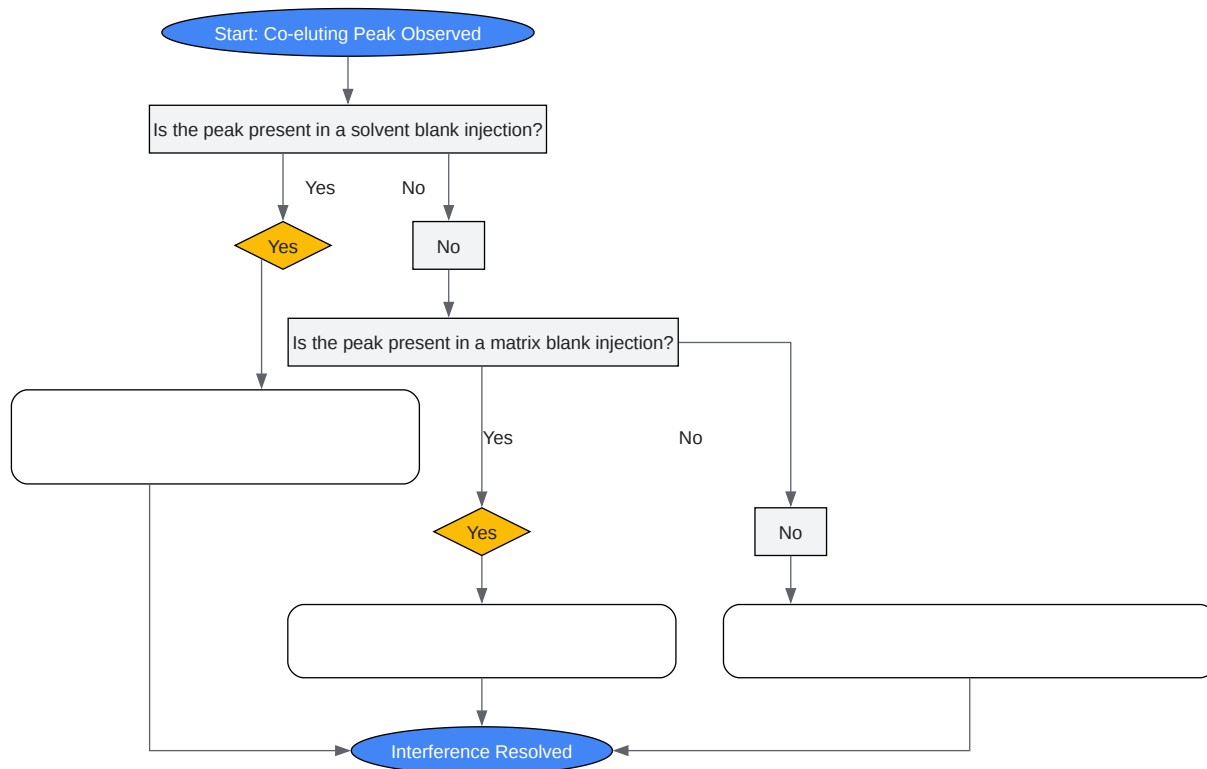 Start: Co-eluting Peak Observed
Is the peak present in a solvent blank injection?
Yes
No
Yes
No
Is the peak present in a matrix blank injection?
Yes
No
Yes
No
Interference Resolved